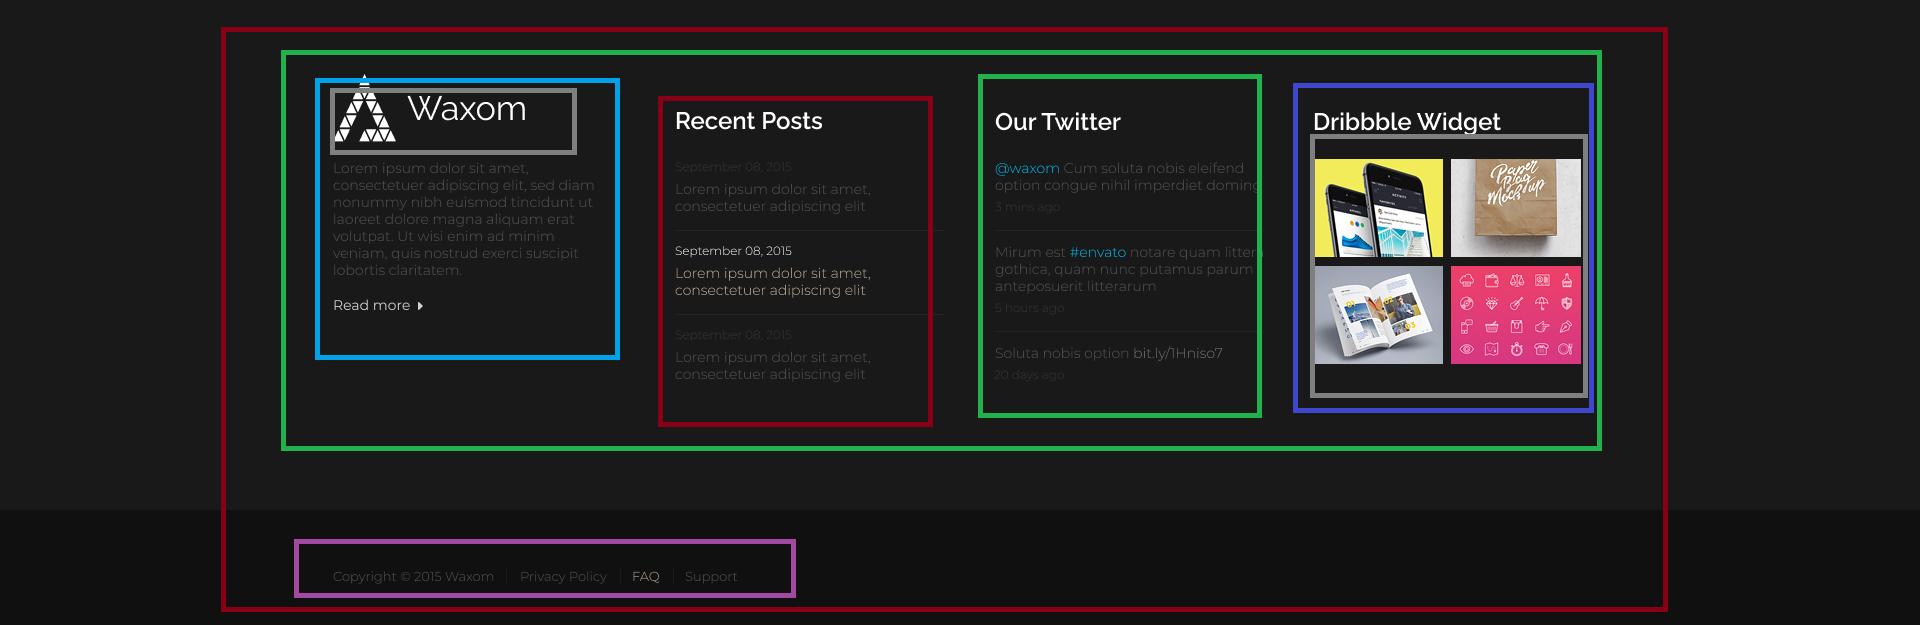 Waxom
Lorem ipsum dolor sit amet,
consectetuer adipiscing elit, sed diam
nonummy nibh euismod tincidunt ut
laoreet dolore magna aliquam erat
volutpat. Ut wisi enim ad minim
veniam, quis nostrud exerci suscipit
lobortis claritatem.
Read more
Recent Posts
September 08, 2015
Lorem ipsum dolor sit amet,
consectetuer adipiscing elit
September 08, 2015
Lorem ipsum dolor sit amet,
consectetuer adipiscing elit
September 08, 2015
Lorem ipsum dolor sit amet,
consectetuer adipiscing elit
Our Twitter
@waxom Cum soluta nobis eleifend
option congue nihil imperdiet doming
3 mins ago
Mirum est #envato notare quam littera
gothica, quam nunc putamus parum
anteposuerit litterarum
5 hours ago
Soluta nobis option bit.ly/1Hniso7
20 days ago
Dribbble Widget
Paper
Bag
MockUp
Copyright © 2015 Waxom
Privacy Policy
FAQ
Support